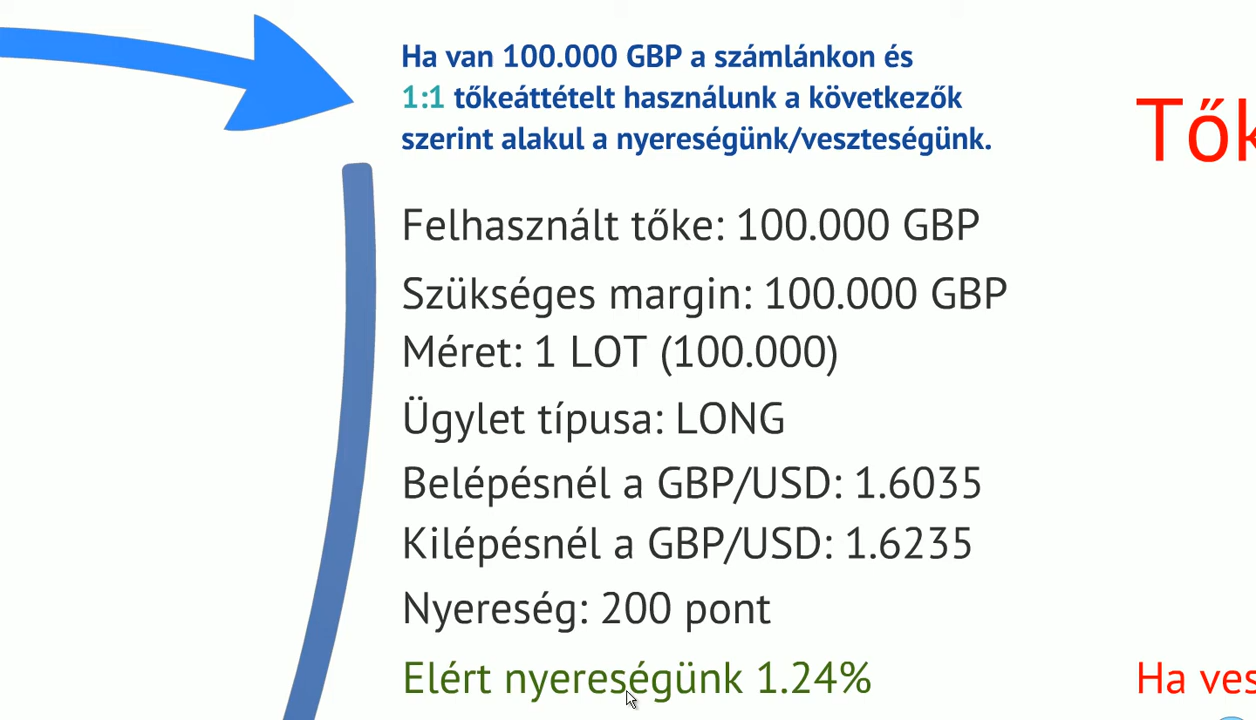 Ha van 100.000 GBP a számlánkon és
1:1 tőkeáttételt használunk a következők
szerint alakul a nyereségünk/veszteségünk.
Felhasznált tőke: 100.000 GBP
Szükséges margin: 100.000 GBP
Méret: 1 LOT (100.000)
Ügylet típusa: LONG
Belépésnél a GBP/USD: 1.6035
Kilépésnél a GBP/USD: 1.6235
Nyereség: 200 pont
Elért nyereségünk 1.24%
Ha